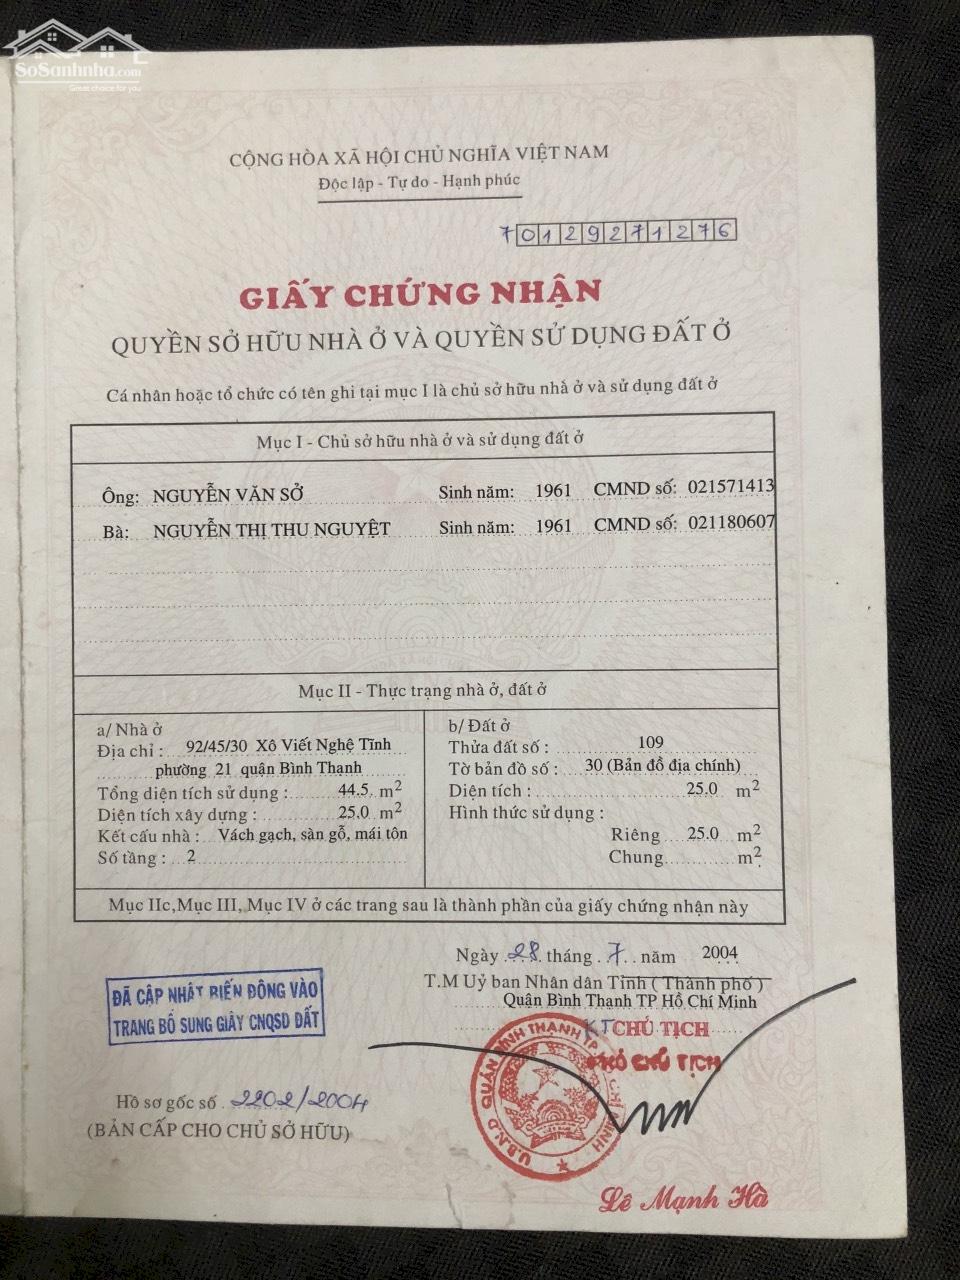 SoSanhnha.com
Great choice for you
CỘNG HÒA XÃ HỘI CHỦ NGHĨA VIỆT NAM
Độc lập - Tự do - Hạnh phúc
70129271276
GIẤY CHỨNG NHẬN
QUYỀN SỞ HỮU NHÀ Ở VÀ QUYỀN SỬ DỤNG ĐẤT Ở
Cá nhân hoặc tổ chức có tên ghi tại mục I là chủ sở hữu nhà ở và sử dụng đất ở
Mục I - Chủ sở hữu nhà ở và sử dụng đất ở
Ông: NGUYỄN VĂN SỞ Sinh năm: 1961 CMND số: 021571413
Bà: NGUYỄN THỊ THU NGUYỆT Sinh năm: 1961 CMND số: 021180607
Mục II - Thực trạng nhà ở, đất ở
a/ Nhà ở
Địa chỉ : 92/45/30 Xô Viết Nghệ Tĩnh
phường 21 quận Bình Thạnh
Tổng diện tích sử dụng : 44.5 m2
Diện tích xây dựng : 25.0 m2
Kết cấu nhà : Vách gạch, sàn gỗ, mái tôn
Số tầng : 2
b/ Đất ở
Thửa đất số : 109
Tờ bản đồ số : 30 (Bản đồ địa chính)
Diện tích : 25.0 m2
Hình thức sử dụng :
Riêng 25.0 m2
Chung m2
Mục IIc,Mục III, Mục IV ở các trang sau là thành phần của giấy chứng nhận này
Ngày 28 tháng 7 năm 2004
T.M Uỷ ban Nhân dân Tỉnh ( Thành phố )
Quận Bình Thạnh TP Hồ Chí Minh
KT CHỦ TỊCH
PHÓ CHỦ TỊCH
ĐÃ CẬP NHẬT BIẾN ĐỘNG VÀO
TRANG BỔ SUNG GIẤY CNQSD ĐẤT
Hồ sơ gốc số 2202/2004
(BẢN CẤP CHO CHỦ SỞ HỮU)
U.B.N.D QUẬN BÌNH THẠNH TP
Lê Mạnh Hà